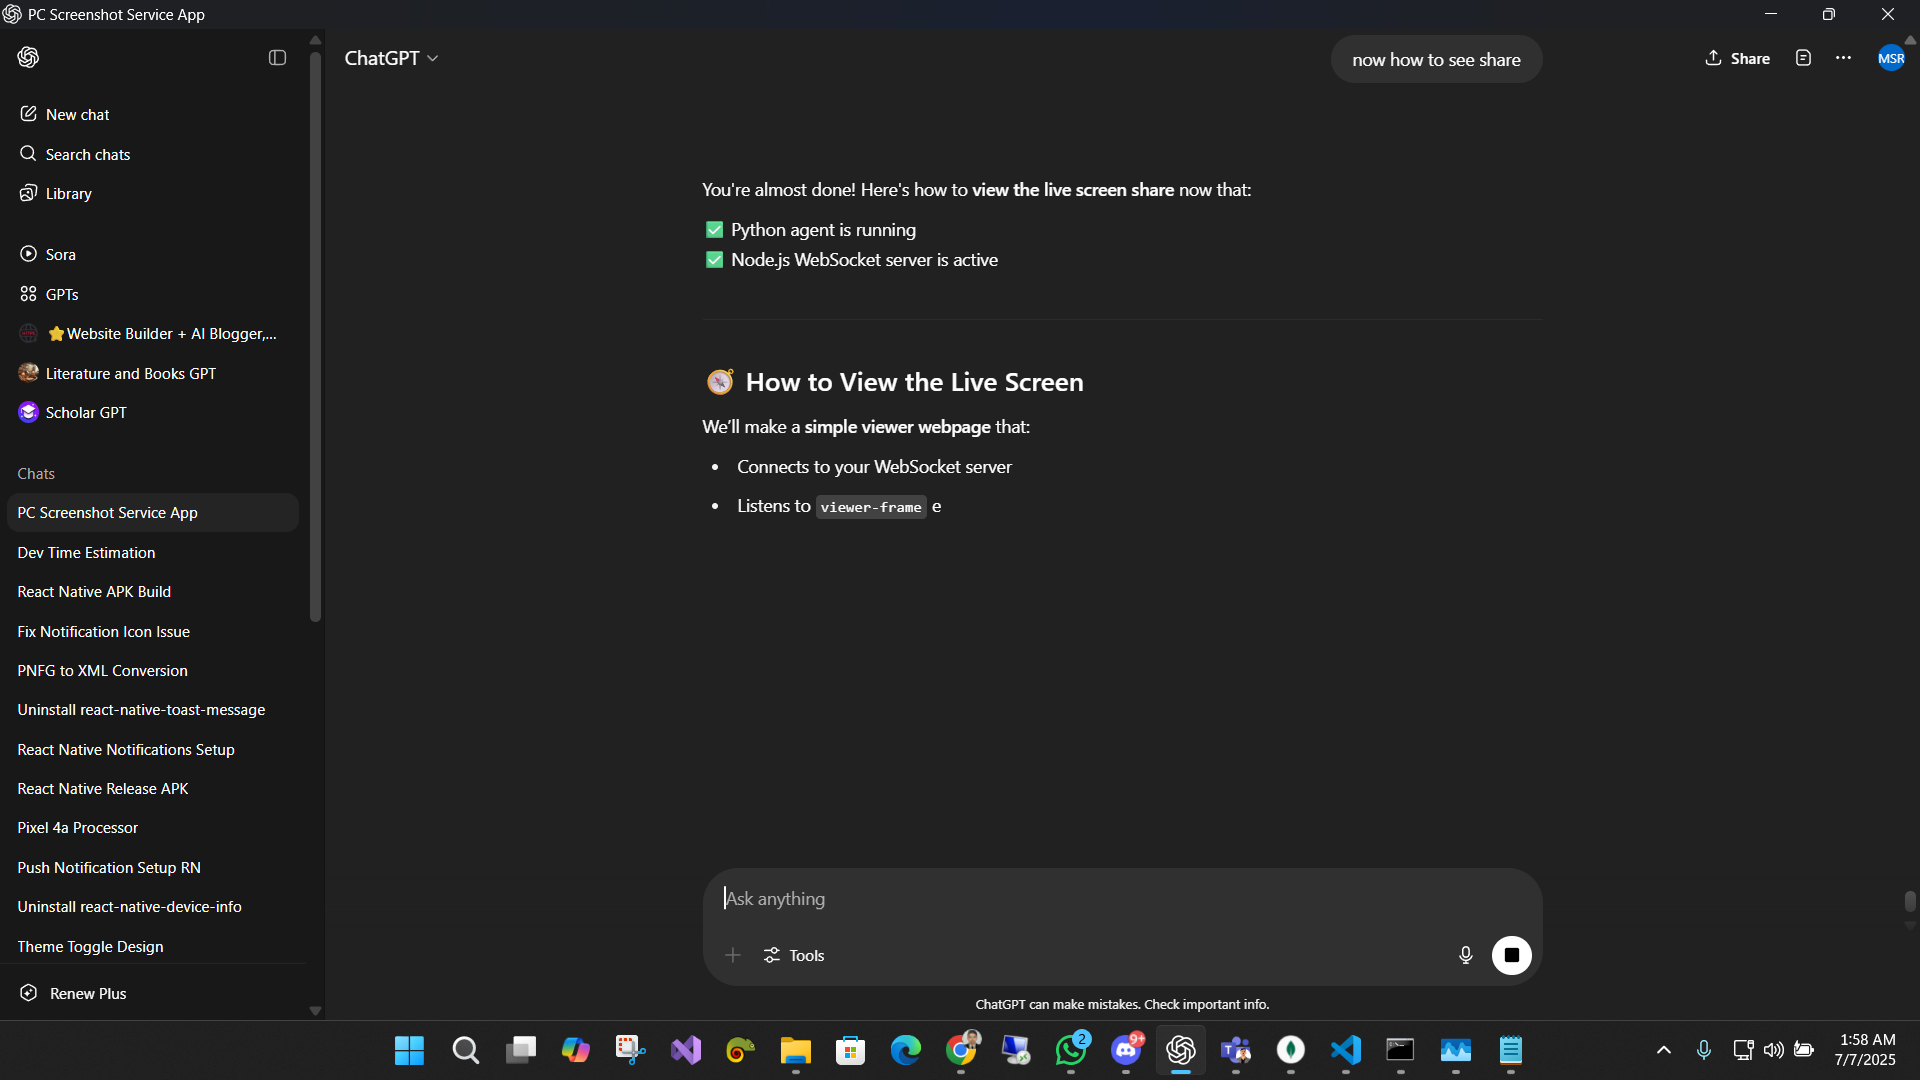 PC Screenshot Service App
ChatGPT
now how to see share
Share
MSR
New chat
Search chats
Library
Sora
GPTs
⭐Website Builder + AI Blogger,...
Literature and Books GPT
Scholar GPT
Chats
PC Screenshot Service App
Dev Time Estimation
React Native APK Build
Fix Notification Icon Issue
PNFG to XML Conversion
Uninstall react-native-toast-message
React Native Notifications Setup
React Native Release APK
Pixel 4a Processor
Push Notification Setup RN
Uninstall react-native-device-info
Theme Toggle Design
Renew Plus
You're almost done! Here's how to view the live screen share now that:
✅ Python agent is running
✅ Node.js WebSocket server is active
🧭 How to View the Live Screen
We'll make a simple viewer webpage that:
• Connects to your WebSocket server
• Listens to viewer-frame e
Ask anything
Tools
ChatGPT can make mistakes. Check important info.
2
9+
1:58 AM
7/7/2025